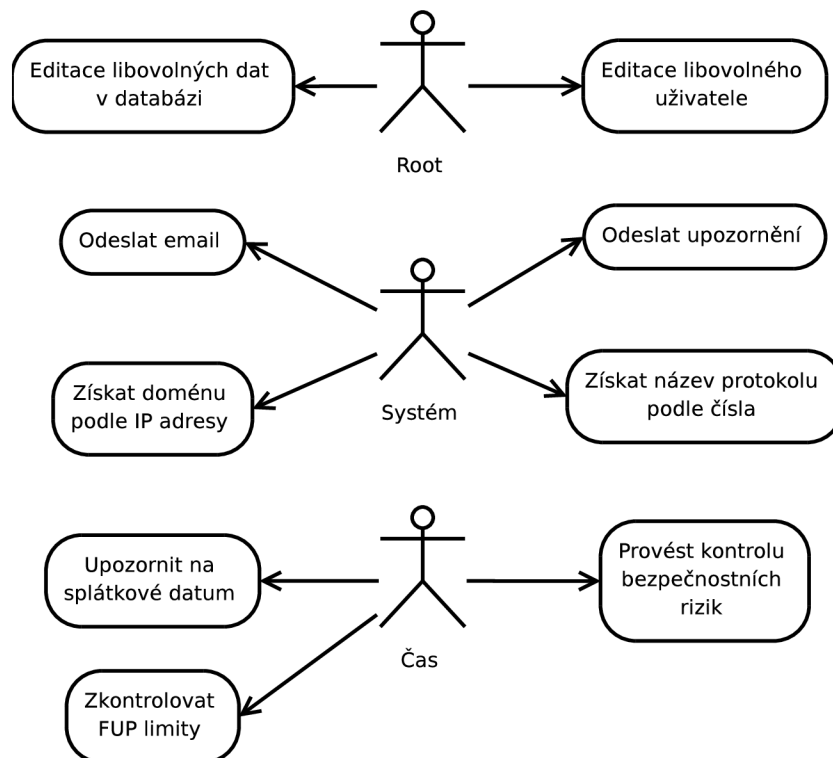 Editace libovolných dat
v databázi
Editace libovolného
uživatele
Root
Odeslat email
Odeslat upozornění
Získat doménu
podle IP adresy
Získat název protokolu
podle čísla
Systém
Upozornit na
splátkové datum
Provést kontrolu
bezpečnostních
rizik
Čas
Zkontrolovat
FUP limity